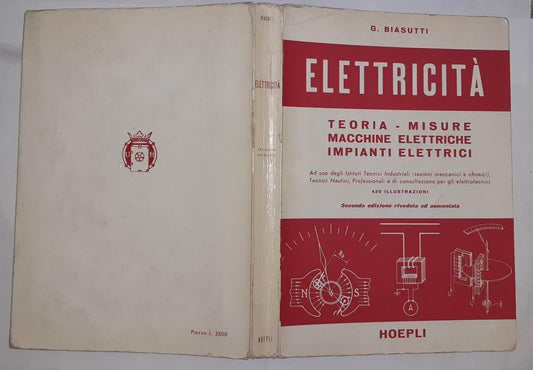 Prezzo L. 3500
BIASUTTI
ELETTRICITÀ
SECONDA
EDIZIONE
HOEPLI
G. BIASUTTI
ELETTRICITÀ
TEORIA - MISURE
MACCHINE ELETTRICHE
IMPIANTI ELETTRICI
Ad uso degli Istituti Tecnici Industriali (sezioni meccanici e chimici),
Tecnici Nautici, Professionali e di consultazione per gli elettrotecnici
420 ILLUSTRAZIONI
Seconda edizione riveduta ed aumentata
N
S
A
HOEPLI